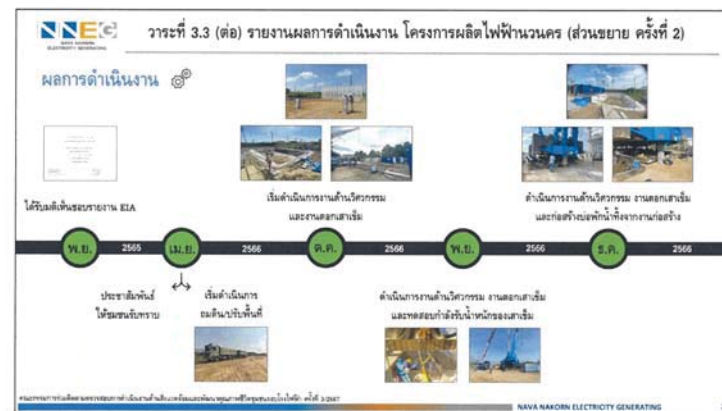 NNEG
NAVA NAKORN
ELECTRICITY GENERATING
วาระที่ 3.3 (ต่อ) รายงานผลการดำเนินงาน โครงการผลิตไฟฟ้านวนคร (ส่วนขยาย ครั้งที่ 2)
ผลการดำเนินงาน
ได้รับมติเห็นชอบรายงาน EIA
เริ่มดำเนินการงานด้านวิศวกรรม
และงานตอกเสาเข็ม
ดำเนินการงานด้านวิศวกรรม งานตอกเสาเข็ม
และก่อสร้างบ่อพักน้ำทิ้งจากงานก่อสร้าง
พ.ย. 2565 เม.ย. 2566 ต.ค. 2566 พ.ย. 2566 ธ.ค. 2566
ประชาสัมพันธ์
ให้ชุมชนรับทราบ
เริ่มดำเนินการ
ถมดิน/ปรับพื้นที่
ดำเนินการงานด้านวิศวกรรม งานตอกเสาเข็ม
และทดสอบกำลังรับน้ำหนักของเสาเข็ม
NAVA NAKORN ELECTRICITY GENERATING